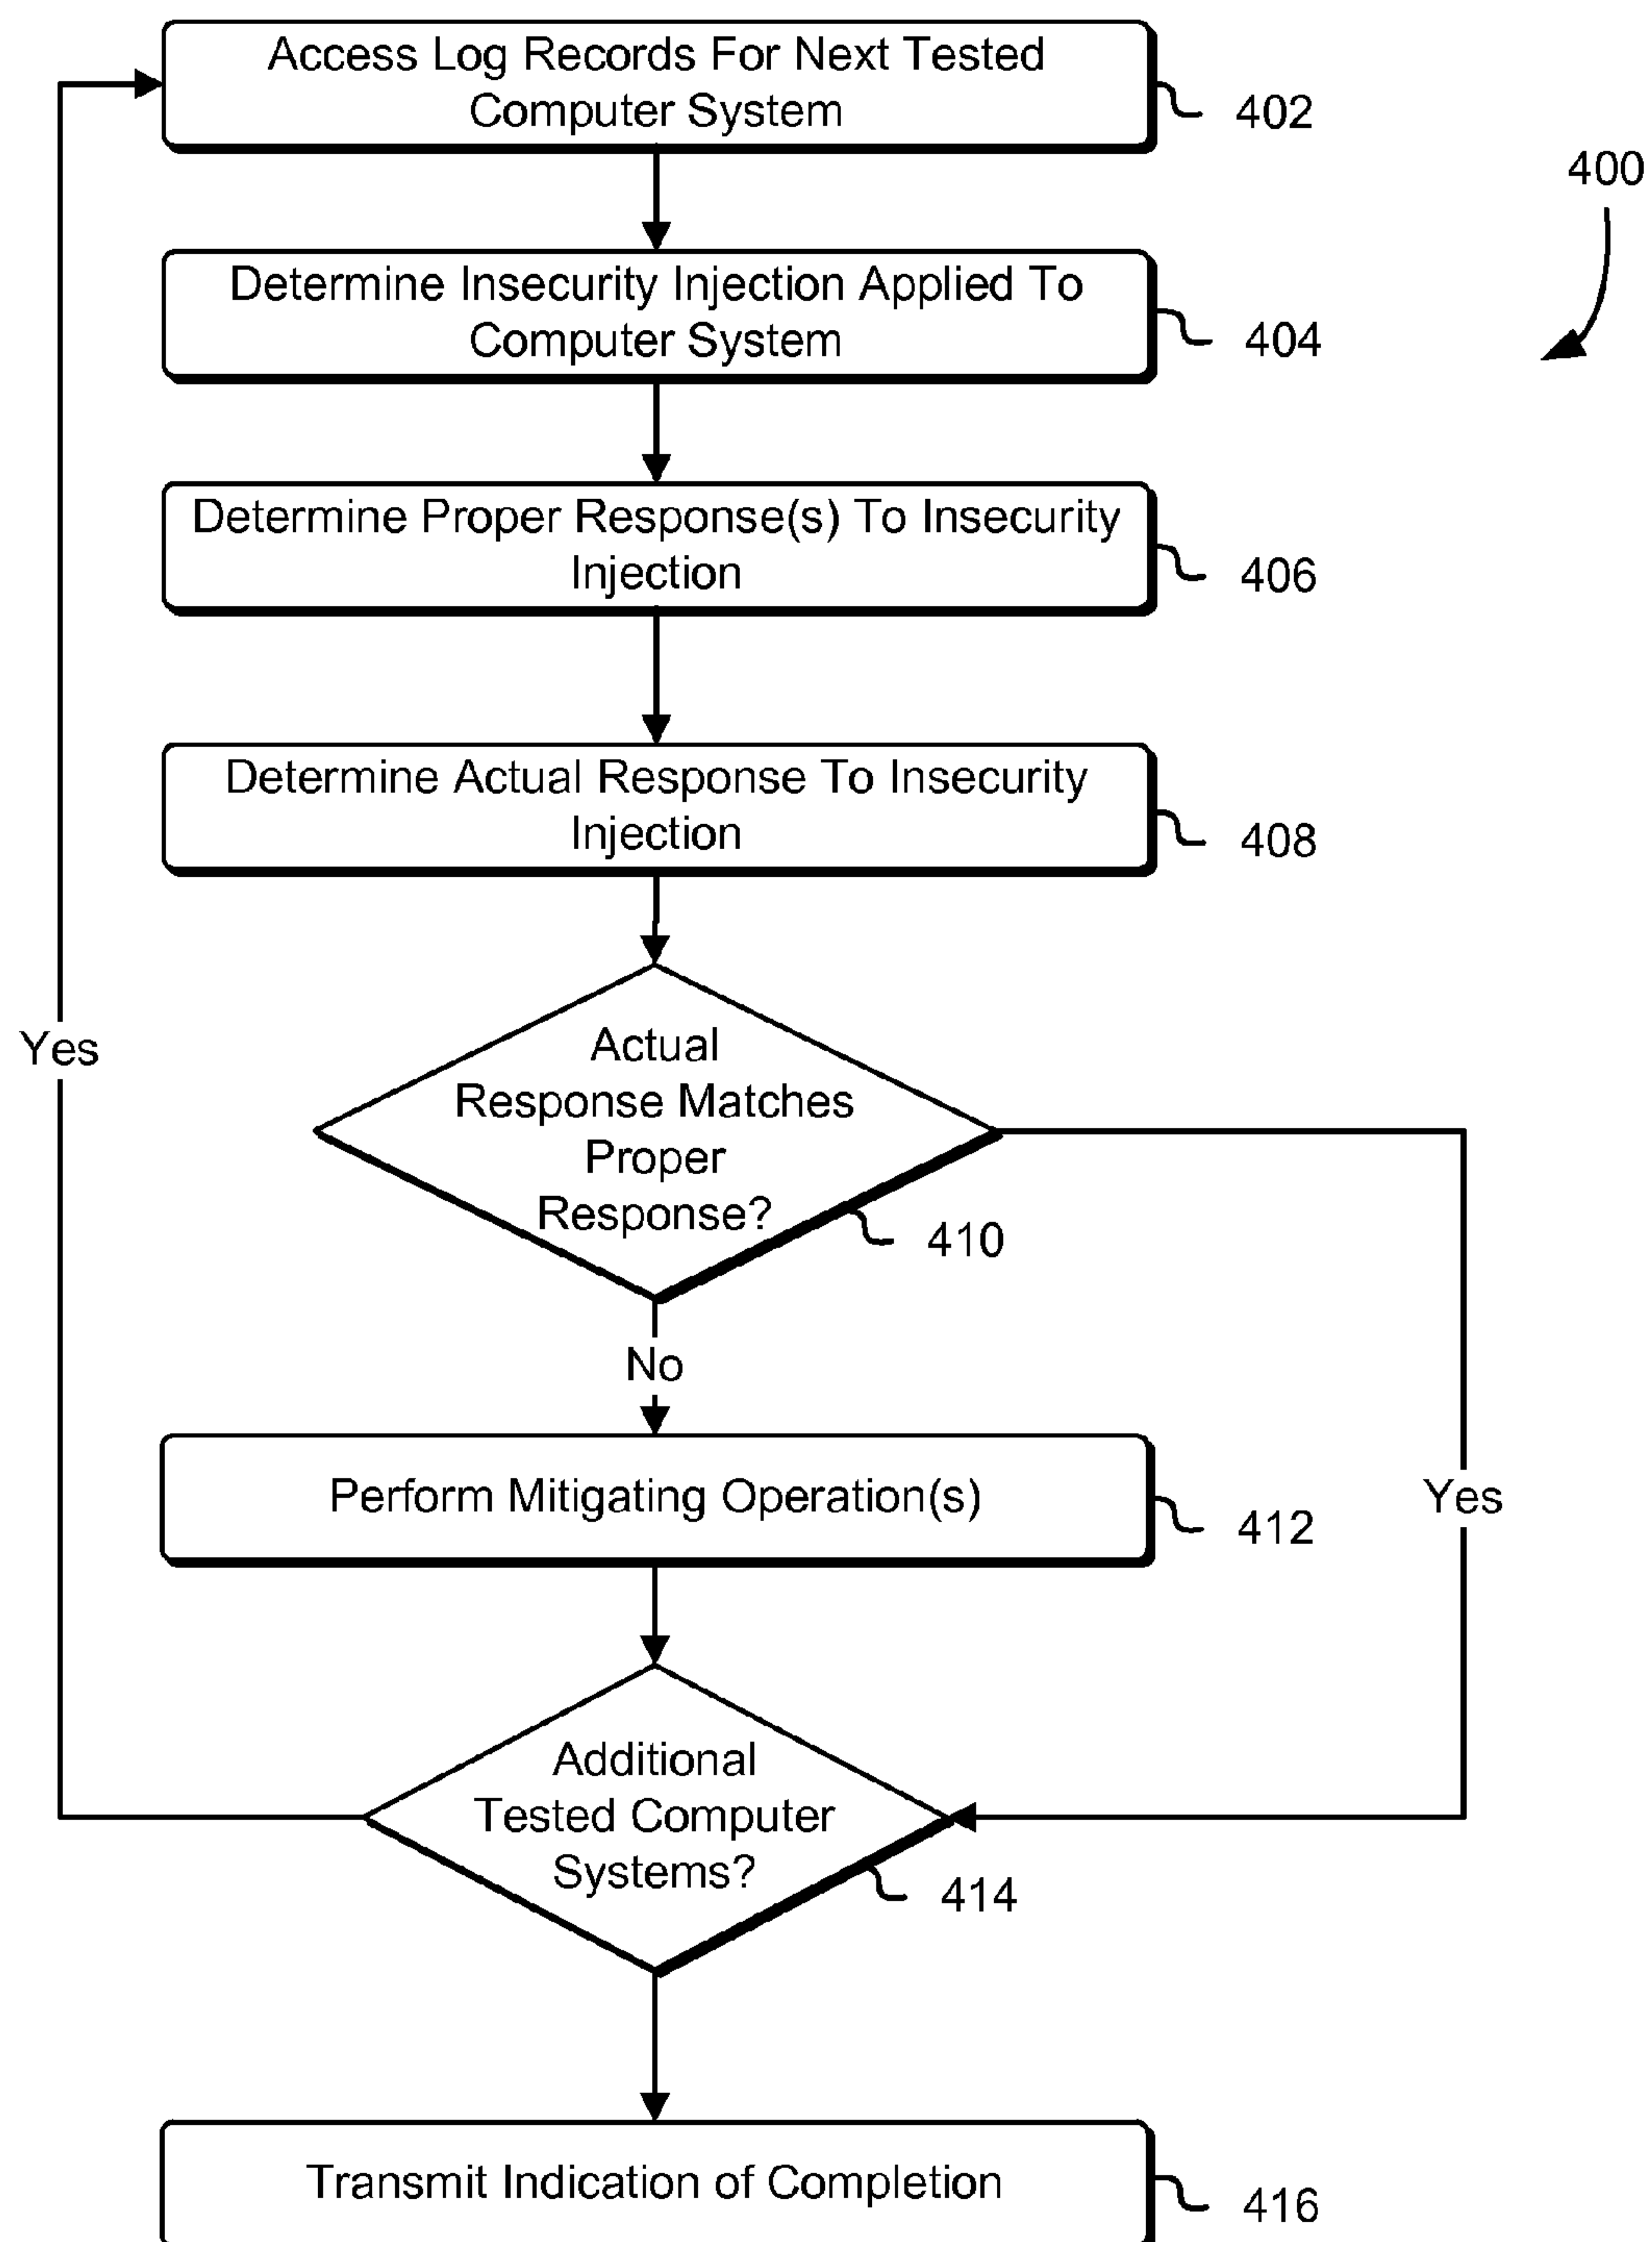 Access Log Records For Next Tested
Computer System
402
400
Determine Insecurity Injection Applied To
Computer System
404
Determine Proper Response(s) To Insecurity
Injection
406
Determine Actual Response To Insecurity
Injection
408
Yes
Actual
Response Matches
Proper
Response?
410
No
Perform Mitigating Operation(s)
412
Yes
Additional
Tested Computer
Systems?
414
Transmit Indication of Completion
416